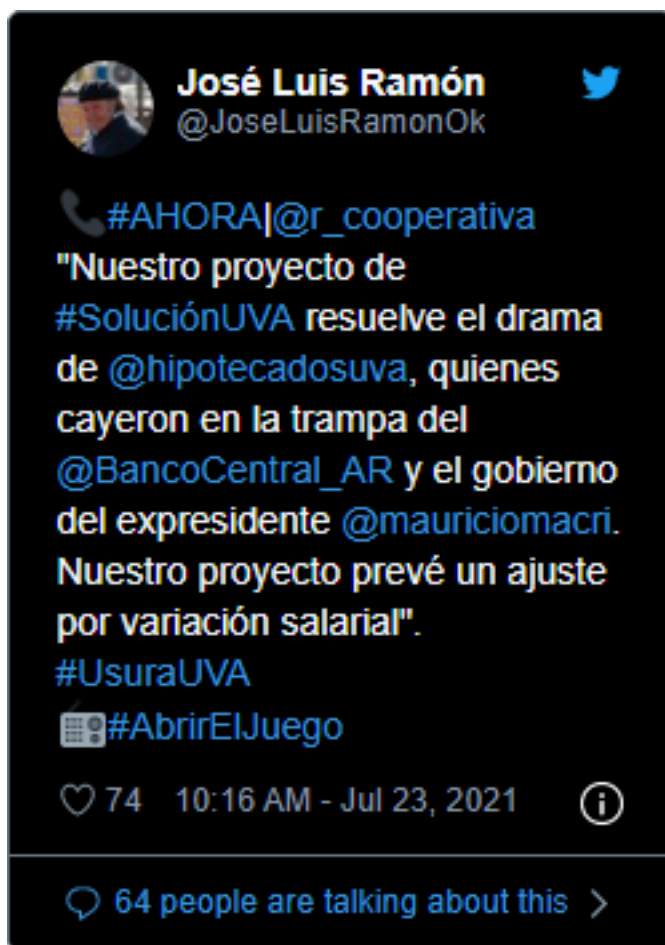 José Luis Ramón
@JoseLuisRamonOk
📞#AHORA|@r_cooperativa
"Nuestro proyecto de
#SoluciónUVA resuelve el drama
de @hipotecadosuva, quienes
cayeron en la trampa del
@BancoCentral_AR y el gobierno
del expresidente @mauriciomacri.
Nuestro proyecto prevé un ajuste
por variación salarial".
#UsuraUVA
📻#AbrirElJuego
74 10:16 AM - Jul 23, 2021
64 people are talking about this